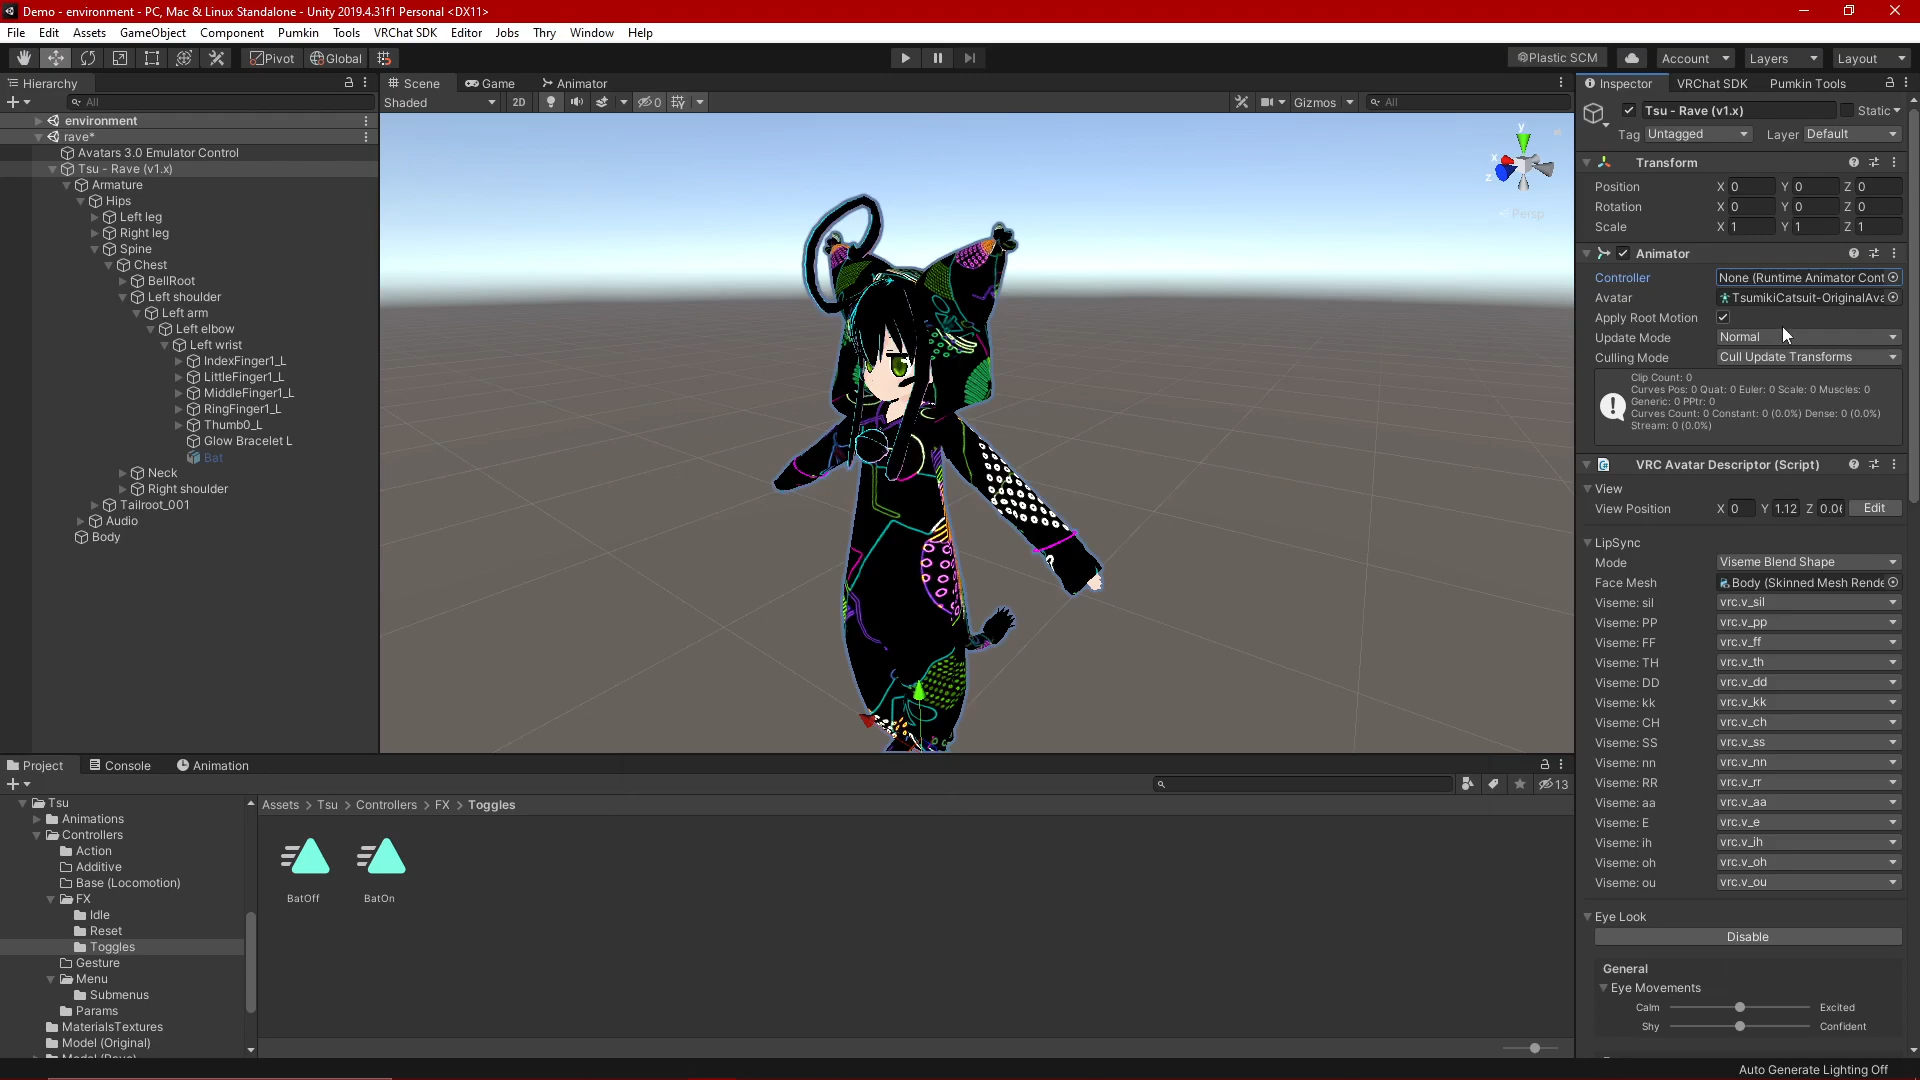 Demo - environment - PC, Mac & Linux Standalone - Unity 2019.4.31f1 Personal <DX11>
File Edit Assets GameObject Component Pumkin Tools VRChat SDK Editor Jobs Thry Window Help
Pivot Global Plastic SCM Account Layers Layout
Hierarchy
All
environment
rave*
Avatars 3.0 Emulator Control
Tsu - Rave (v1.x)
Armature
Hips
Left leg
Right leg
Spine
Chest
BellRoot
Left shoulder
Left arm
Left elbow
Left wrist
IndexFinger1_L
LittleFinger1_L
MiddleFinger1_L
RingFinger1_L
Thumb0_L
Glow Bracelet L
Bat
Neck
Right shoulder
Tailroot_001
Audio
Body
Scene Game Animator
Shaded 2D 0 Gizmos All
y
x
z
Persp
Inspector VRChat SDK Pumkin Tools
Tsu - Rave (v1.x) Static
Tag Untagged Layer Default
Transform
Position X 0 Y 0 Z 0
Rotation X 0 Y 0 Z 0
Scale X 1 Y 1 Z 1
Animator
Controller None (Runtime Animator Cont
Avatar TsumikiCatsuit-OriginalAva
Apply Root Motion
Update Mode Normal
Culling Mode Cull Update Transforms
Clip Count: 0
Curves Pos: 0 Quat: 0 Euler: 0 Scale: 0 Muscles: 0
Generic: 0 PPtr: 0
Curves Count: 0 Constant: 0 (0.0%) Dense: 0 (0.0%)
Stream: 0 (0.0%)
VRC Avatar Descriptor (Script)
View
View Position X 0 Y 1.12 Z 0.06 Edit
LipSync
Mode Viseme Blend Shape
Face Mesh Body (Skinned Mesh Rende
Viseme: sil vrc.v_sil
Viseme: PP vrc.v_pp
Viseme: FF vrc.v_ff
Viseme: TH vrc.v_th
Viseme: DD vrc.v_dd
Viseme: kk vrc.v_kk
Viseme: CH vrc.v_ch
Viseme: SS vrc.v_ss
Viseme: nn vrc.v_nn
Viseme: RR vrc.v_rr
Viseme: aa vrc.v_aa
Viseme: E vrc.v_e
Viseme: ih vrc.v_ih
Viseme: oh vrc.v_oh
Viseme: ou vrc.v_ou
Eye Look
Disable
General
Eye Movements
Calm Excited
Shy Confident
Project Console Animation
13
Tsu
Animations
Controllers
Action
Additive
Base (Locomotion)
FX
Idle
Reset
Toggles
Gesture
Menu
Submenus
Params
MaterialsTextures
Model (Original)
Assets > Tsu > Controllers > FX > Toggles
BatOff BatOn
Auto Generate Lighting Off